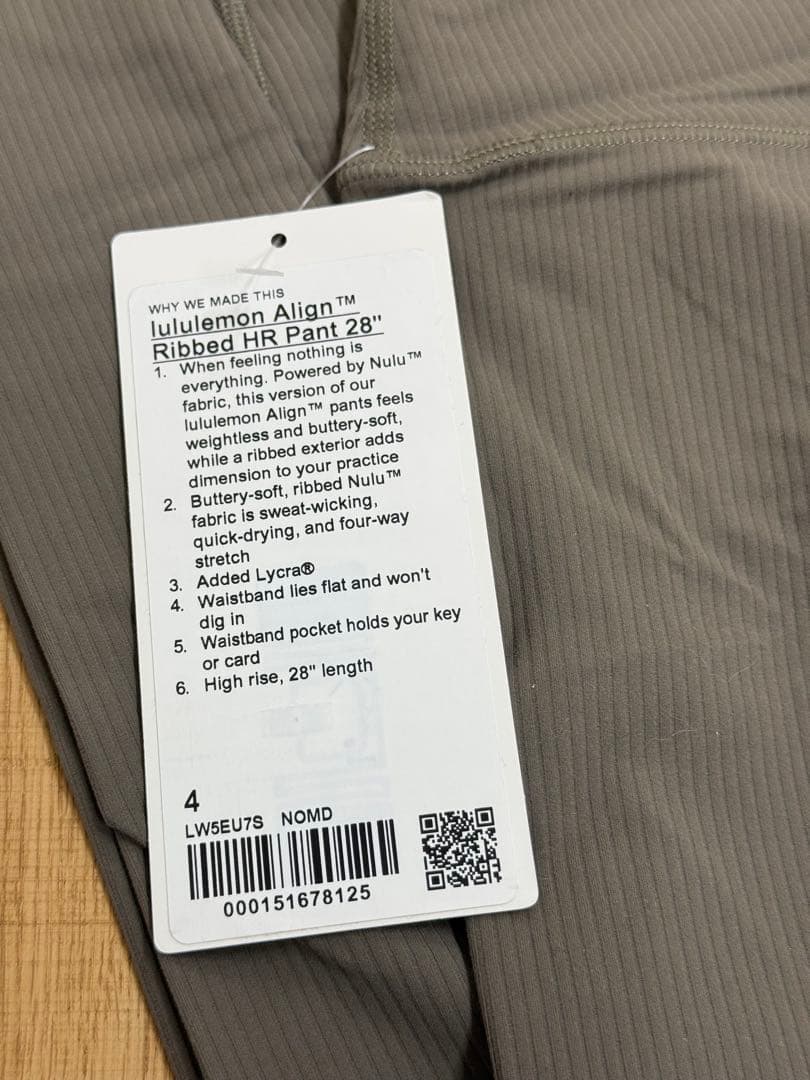 WHY WE MADE THIS
lululemon Align™
Ribbed HR Pant 28"
1. When feeling nothing is
everything. Powered by Nulu™
fabric, this version of our
lululemon Align™ pants feels
weightless and buttery-soft,
while a ribbed exterior adds
dimension to your practice
2. Buttery-soft, ribbed Nulu™
fabric is sweat-wicking,
quick-drying, and four-way
stretch
3. Added Lycra®
4. Waistband lies flat and won't
dig in
5. Waistband pocket holds your key
or card
6. High rise, 28" length
4
LW5EU7S NOMD
000151678125